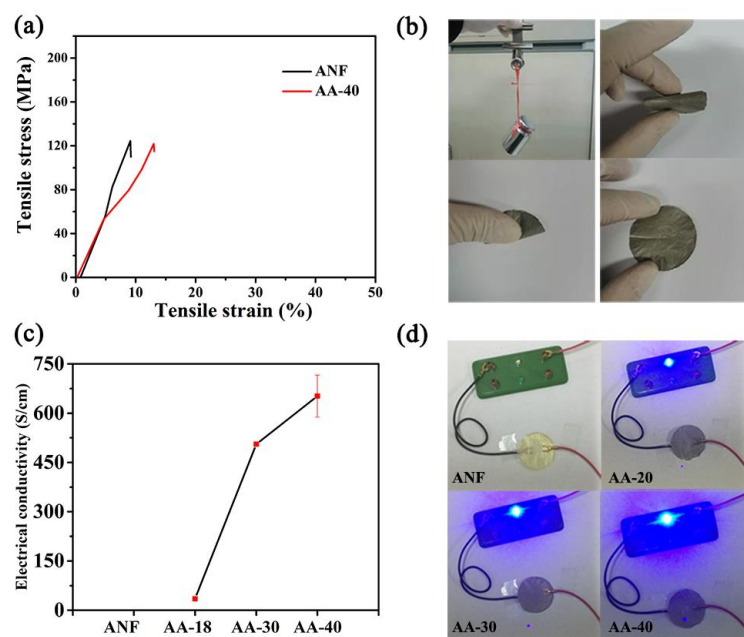 (a)
220
200
160
120
80
40
0
0 10 20 30 40 50
Tensile stress (MPa)
Tensile strain (%)
ANF
AA-40
(b)
(c)
750
600
450
300
150
0
Electrical conductivity (S/cm)
ANF AA-18 AA-30 AA-40
(d)
ANF
AA-20
AA-30
AA-40